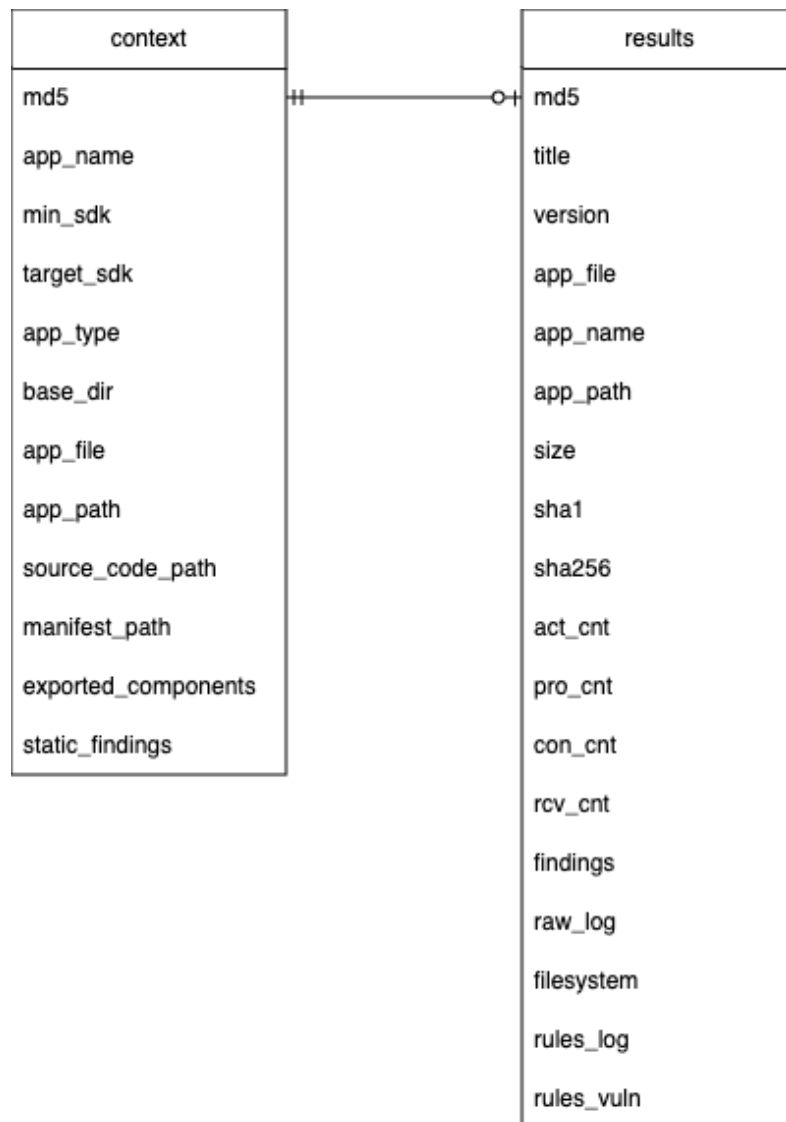 context
md5
app_name
min_sdk
target_sdk
app_type
base_dir
app_file
app_path
source_code_path
manifest_path
exported_components
static_findings
results
md5
title
version
app_file
app_name
app_path
size
sha1
sha256
act_cnt
pro_cnt
con_cnt
rcv_cnt
findings
raw_log
filesystem
rules_log
rules_vuln